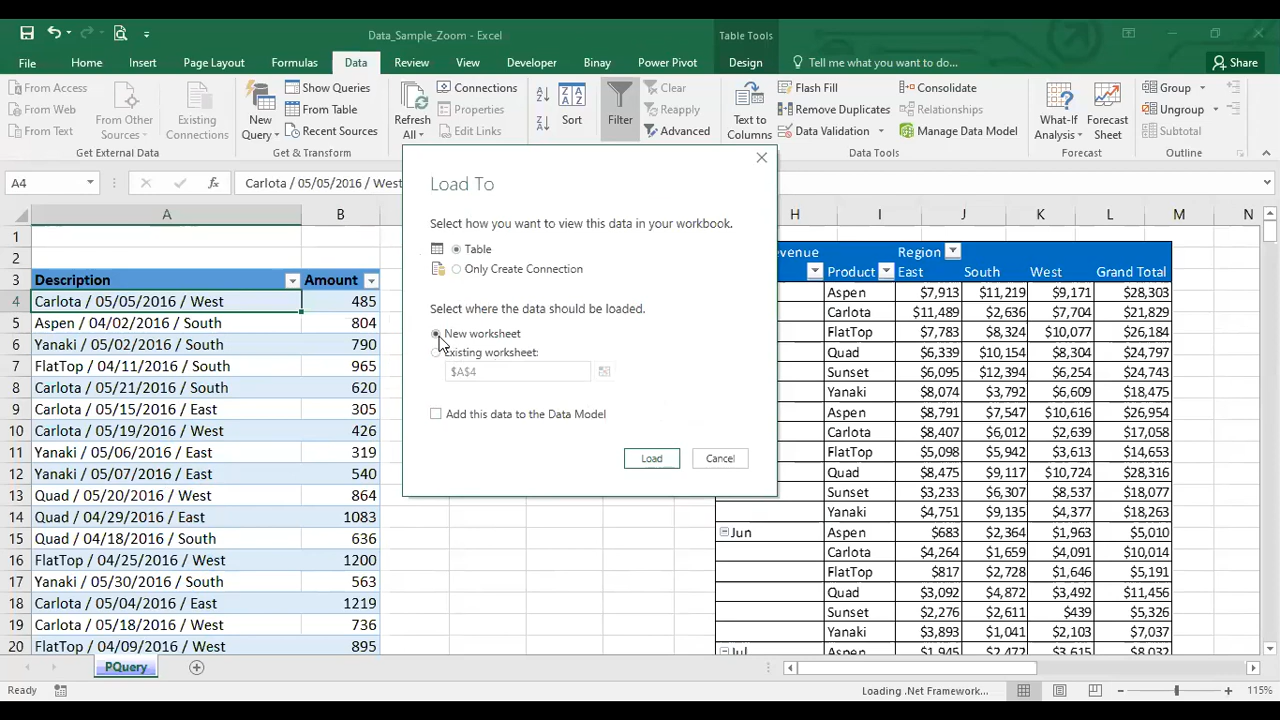 Data_Sample_Zoom - Excel
Table Tools
File Home Insert Page Layout Formulas Data Review View Developer Binay Power Pivot Design Tell me what you want to do... Share
From Access
From Web
From Text
From Other Sources
Existing Connections
Get External Data
New Query
Show Queries
From Table
Recent Sources
Get & Transform
Refresh All
Connections
Properties
Edit Links
Sort
Filter
Clear
Reapply
Advanced
Text to Columns
Flash Fill
Remove Duplicates
Data Validation
Consolidate
Relationships
Manage Data Model
Data Tools
What-If Analysis
Forecast Sheet
Forecast
Group
Ungroup
Subtotal
Outline
A4 fx Carlota / 05/05/2016 / West
Load To
Select how you want to view this data in your workbook.
Table
Only Create Connection
Select where the data should be loaded.
New worksheet
Existing worksheet:
$A$4
Add this data to the Data Model
Load Cancel
A B H I J K L M N
1
2
3 Description Amount
4 Carlota / 05/05/2016 / West 485
5 Aspen / 04/02/2016 / South 804
6 Yanaki / 06/02/2016 / South 790
7 FlatTop / 04/11/2016 / South 965
8 Carlota / 05/21/2016 / South 620
9 Carlota / 05/15/2016 / East 305
10 Carlota / 05/19/2016 / West 426
11 Yanaki / 05/06/2016 / East 319
12 Yanaki / 05/07/2016 / East 540
13 Quad / 05/20/2016 / West 864
14 Quad / 04/29/2016 / East 1083
15 Quad / 04/18/2016 / South 636
16 FlatTop / 04/25/2016 / West 1200
17 Yanaki / 05/30/2016 / South 563
18 Carlota / 05/04/2016 / East 1219
19 Carlota / 05/18/2016 / West 736
20 FlatTop / 04/09/2016 / West 895
Region
Product East South West Grand Total
Aspen $7,913 $11,219 $9,171 $28,303
Carlota $11,489 $2,636 $7,704 $21,829
FlatTop $7,783 $8,324 $10,077 $26,184
Quad $6,339 $10,154 $8,304 $24,797
Sunset $6,095 $12,394 $6,254 $24,743
Yanaki $8,074 $3,792 $6,609 $18,475
Aspen $8,791 $7,547 $10,616 $26,954
Carlota $8,407 $6,012 $2,639 $17,058
FlatTop $5,098 $5,942 $3,613 $14,653
Quad $8,475 $9,117 $10,724 $28,316
Sunset $3,233 $6,307 $8,537 $18,077
Yanaki $4,751 $9,135 $4,377 $18,263
Jun Aspen $683 $2,364 $1,963 $5,010
Carlota $4,264 $1,659 $4,091 $10,014
FlatTop $817 $2,728 $1,646 $5,191
Quad $3,092 $4,872 $3,492 $11,456
Sunset $2,276 $2,611 $439 $5,326
Yanaki $3,893 $1,041 $2,103 $7,037
Jul Aspen $1,945 $2,472 $3,615 $8,032
PQuery
Ready Loading .Net Framework... 115%